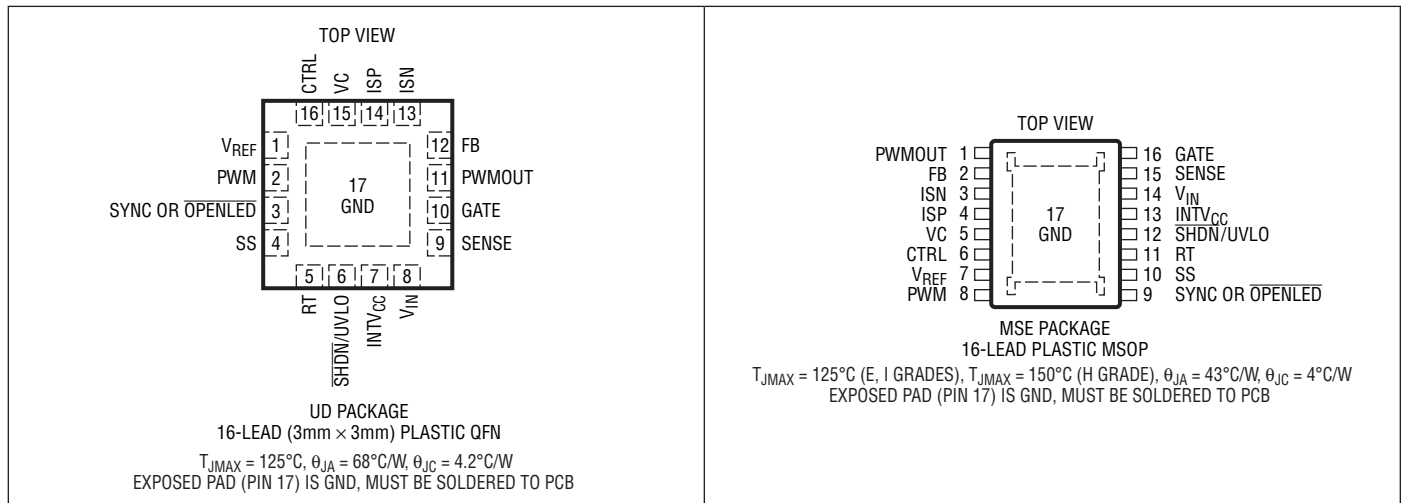 TOP VIEW
CTRL
VC
ISP
ISN
16 15 14 13
VREF 1
PWM 2
SYNC OR OPENLED 3
SS 4
17
GND
12 FB
11 PWMOUT
10 GATE
9 SENSE
5 6 7 8
RT
SHDN/UVLO
INTVCC
VIN
UD PACKAGE
16-LEAD (3mm × 3mm) PLASTIC QFN
TJMAX = 125°C, θJA = 68°C/W, θJC = 4.2°C/W
EXPOSED PAD (PIN 17) IS GND, MUST BE SOLDERED TO PCB
TOP VIEW
PWMOUT 1
FB 2
ISN 3
ISP 4
VC 5
CTRL 6
VREF 7
PWM 8
17
GND
16 GATE
15 SENSE
14 VIN
13 INTVCC
12 SHDN/UVLO
11 RT
10 SS
9 SYNC OR OPENLED
MSE PACKAGE
16-LEAD PLASTIC MSOP
TJMAX = 125°C (E, I GRADES), TJMAX = 150°C (H GRADE), θJA = 43°C/W, θJC = 4°C/W
EXPOSED PAD (PIN 17) IS GND, MUST BE SOLDERED TO PCB